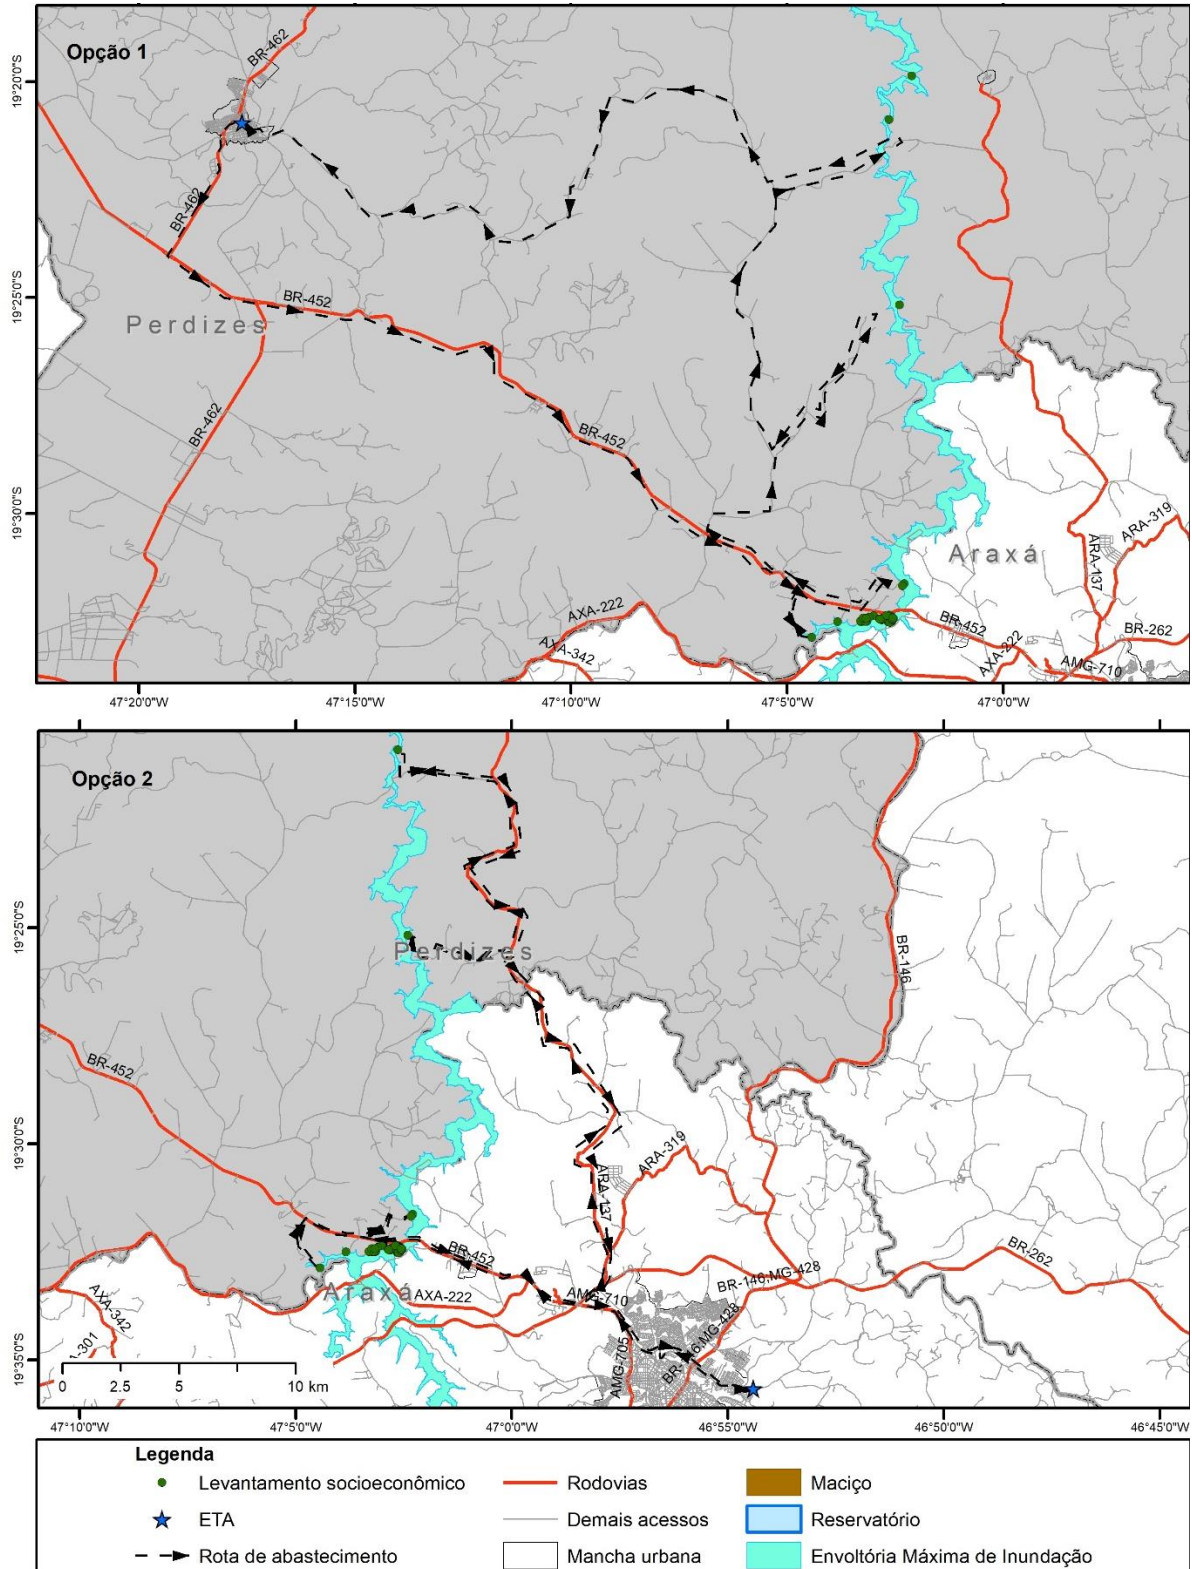 Opção 1
BR-462
19°20'0"S
BR-462
BR-452
19°25'0"S
Perdizes
BR-462
BR-452
19°30'0"S
ARA-319
Araxá
ARA-137
AXA-222
BR-452
BR-262
AXA-342
AXA-222
AMG-710
47°20'0"W 47°15'0"W 47°10'0"W 47°5'0"W 47°0'0"W
Opção 2
19°25'0"S
Perdizes
BR-146
BR-452
19°30'0"S
ARA-319
ARA-137
BR-452
BR-262
BR-146,MG-428
Araxá
AXA-222
AMG-710
AXA-342
AMG-705
19°35'0"S
0 2.5 5 10 km
47°10'0"W 47°5'0"W 47°0'0"W 46°55'0"W 46°50'0"W 46°45'0"W
Legenda
Levantamento socioeconômico Rodovias Maciço
ETA Demais acessos Reservatório
Rota de abastecimento Mancha urbana Envoltória Máxima de Inundação